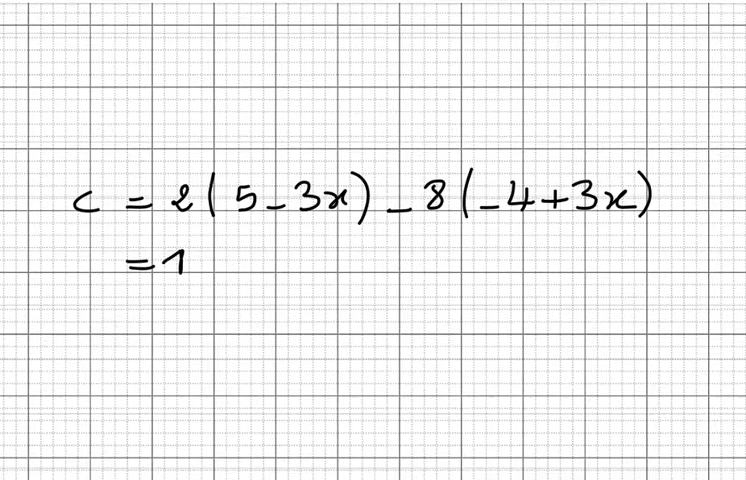 c = 2(5-3x)-8(-4+3x)
= 1